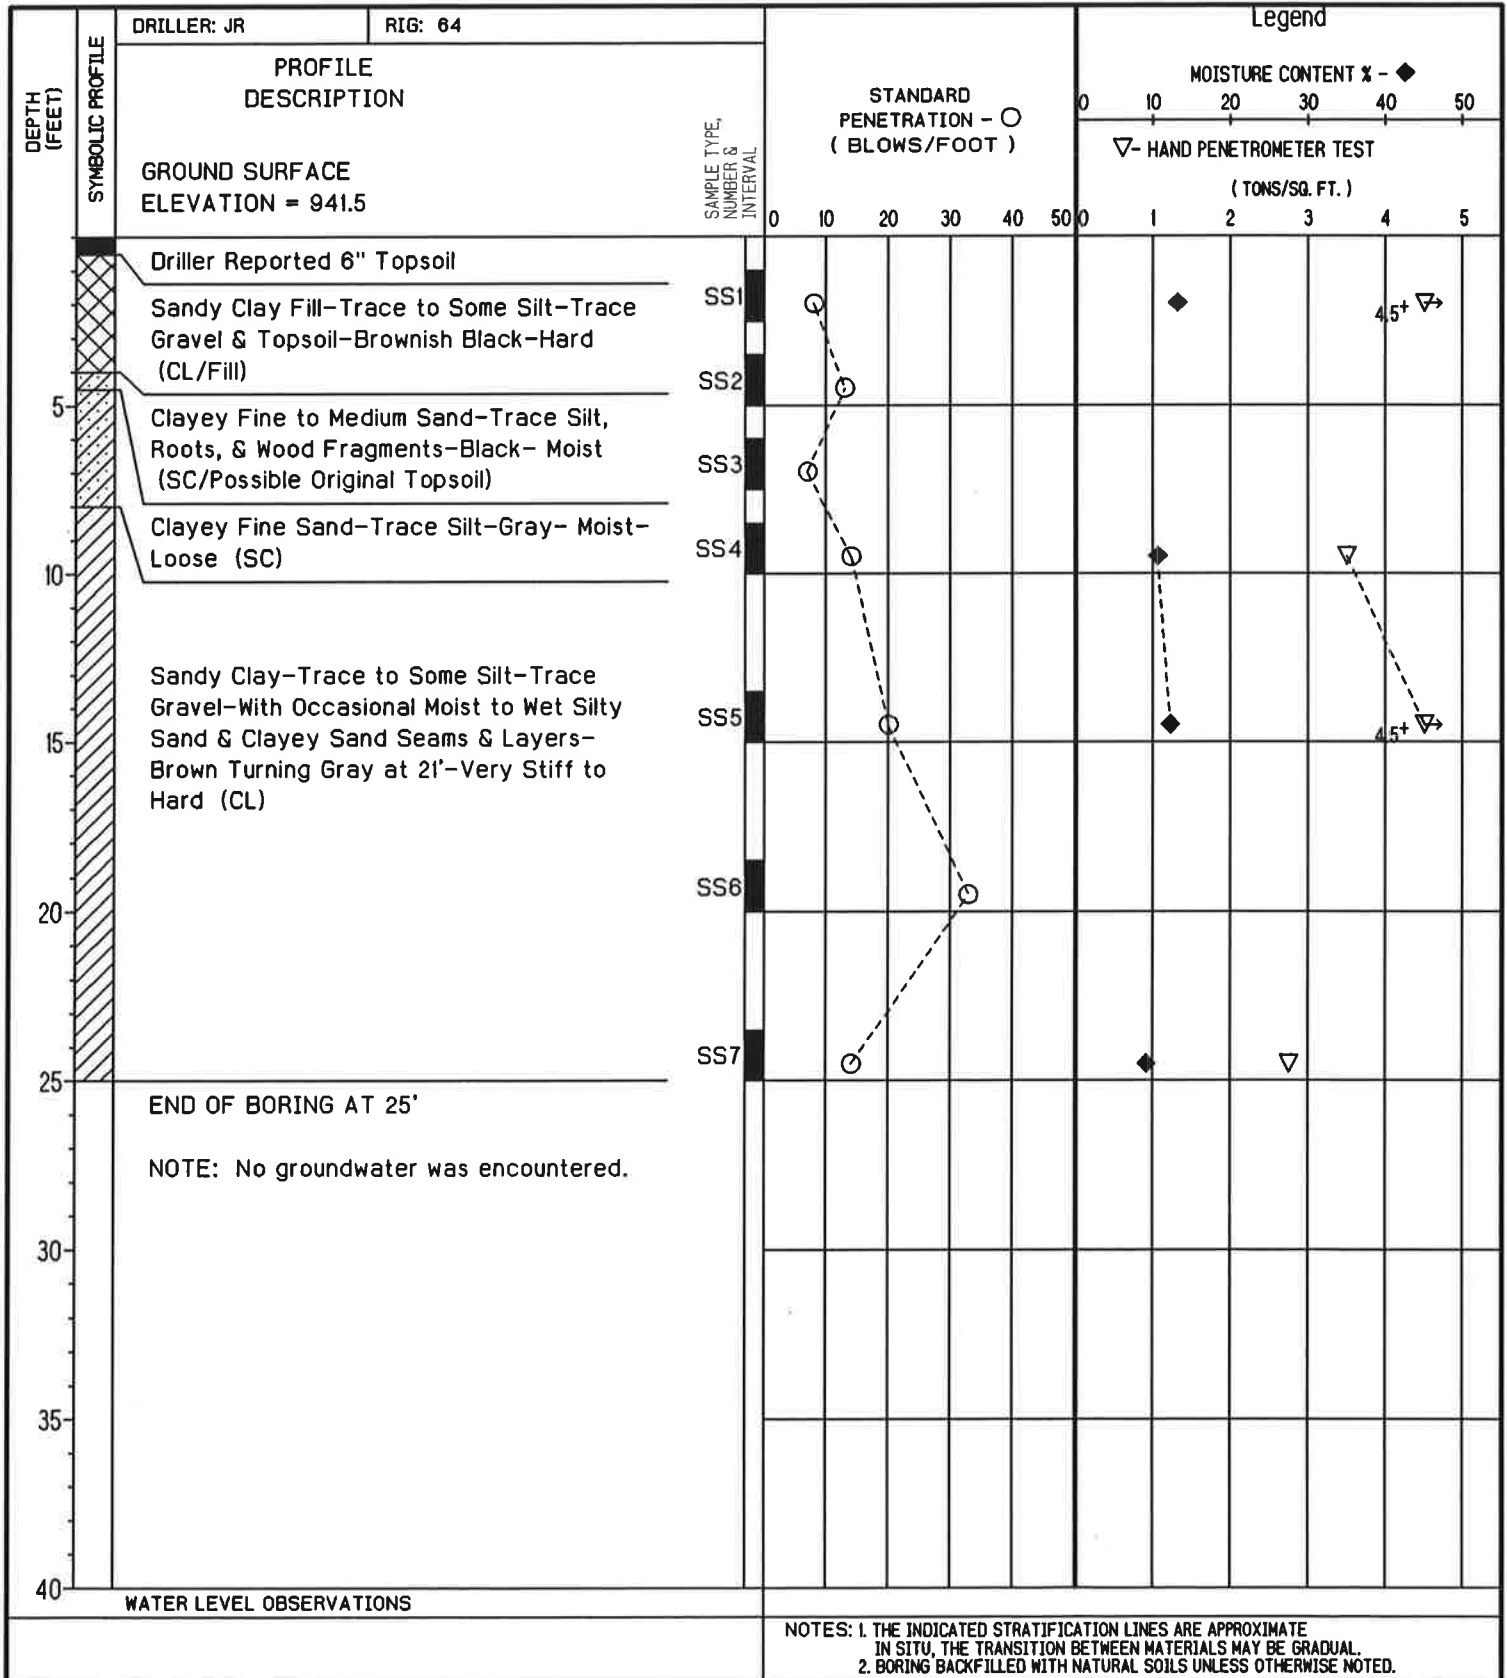 DRILLER: JR
RIG: 64
Legend
DEPTH
(FEET)
SYMBOLIC PROFILE
PROFILE
DESCRIPTION
GROUND SURFACE
ELEVATION = 941.5
SAMPLE TYPE,
NUMBER &
INTERVAL
STANDARD
PENETRATION - ○
( BLOWS/FOOT )
0 10 20 30 40 50
MOISTURE CONTENT % - ◆
0 10 20 30 40 50
▽- HAND PENETROMETER TEST
( TONS/SQ. FT. )
0 1 2 3 4 5
Driller Reported 6" Topsoil
Sandy Clay Fill-Trace to Some Silt-Trace
Gravel & Topsoil-Brownish Black-Hard
(CL/Fill)
Clayey Fine to Medium Sand-Trace Silt,
Roots, & Wood Fragments-Black- Moist
(SC/Possible Original Topsoil)
Clayey Fine Sand-Trace Silt-Gray- Moist-
Loose (SC)
Sandy Clay-Trace to Some Silt-Trace
Gravel-With Occasional Moist to Wet Silty
Sand & Clayey Sand Seams & Layers-
Brown Turning Gray at 21'-Very Stiff to
Hard (CL)
END OF BORING AT 25'
NOTE: No groundwater was encountered.
SS1
SS2
SS3
SS4
SS5
SS6
SS7
4.5+
4.5+
5
10
15
20
25
30
35
40
WATER LEVEL OBSERVATIONS
NOTES: 1. THE INDICATED STRATIFICATION LINES ARE APPROXIMATE
IN SITU, THE TRANSITION BETWEEN MATERIALS MAY BE GRADUAL.
2. BORING BACKFILLED WITH NATURAL SOILS UNLESS OTHERWISE NOTED.